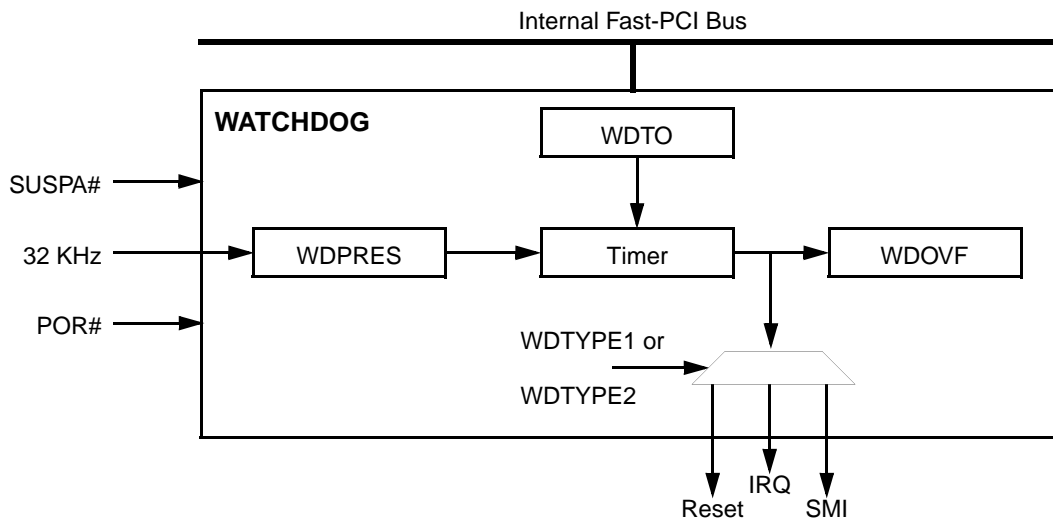 Internal Fast-PCI Bus
WATCHDOG
WDTO
SUSPA#
32 KHz
WDPRES
Timer
WDOVF
POR#
WDTYPE1 or
WDTYPE2
IRQ
Reset
SMI